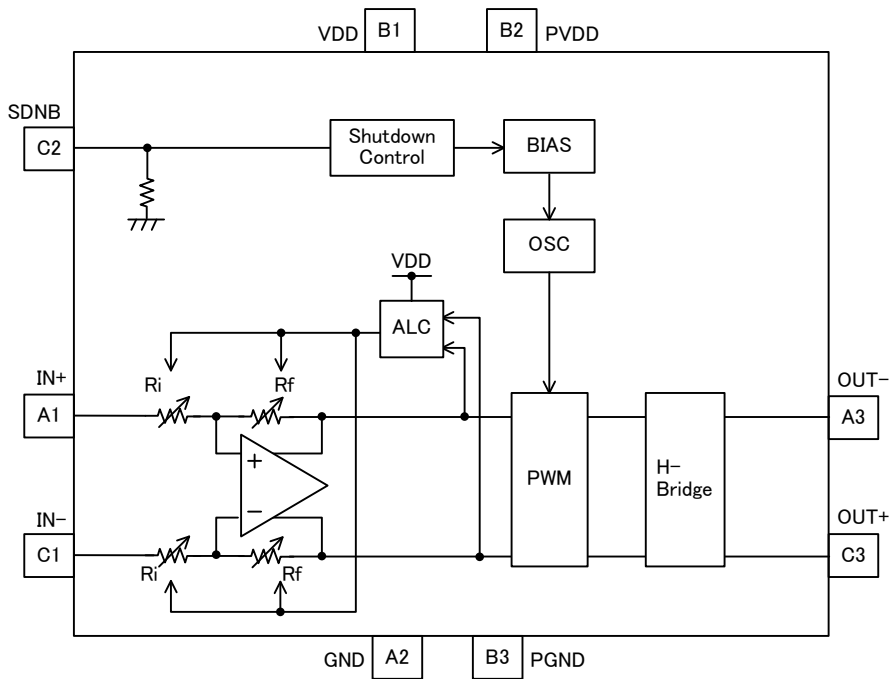 VDD B1 B2 PVDD
SDNB
C2
Shutdown
Control
BIAS
OSC
VDD
ALC
IN+
Ri Rf
OUT-
A1
A3
+
PWM
H-
Bridge
−
IN-
OUT+
C1
C3
Ri Rf
GND A2 B3 PGND